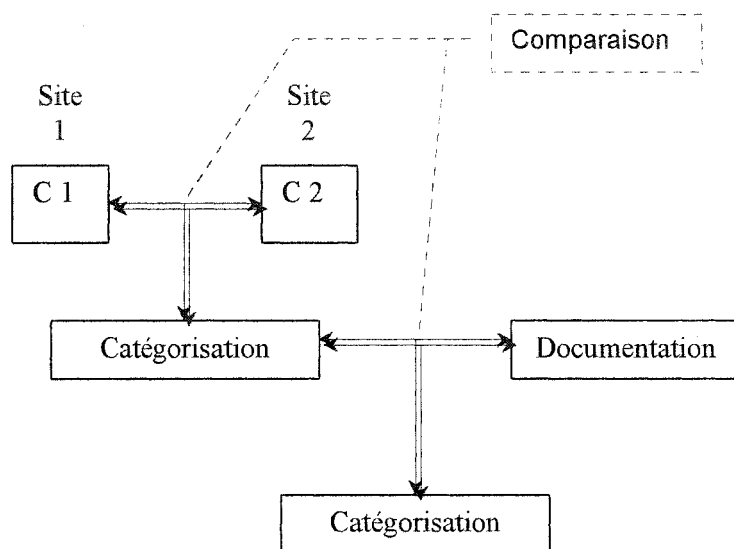 Comparaison
Site
1
Site
2
C 1
C 2
Catégorisation
Documentation
Catégorisation